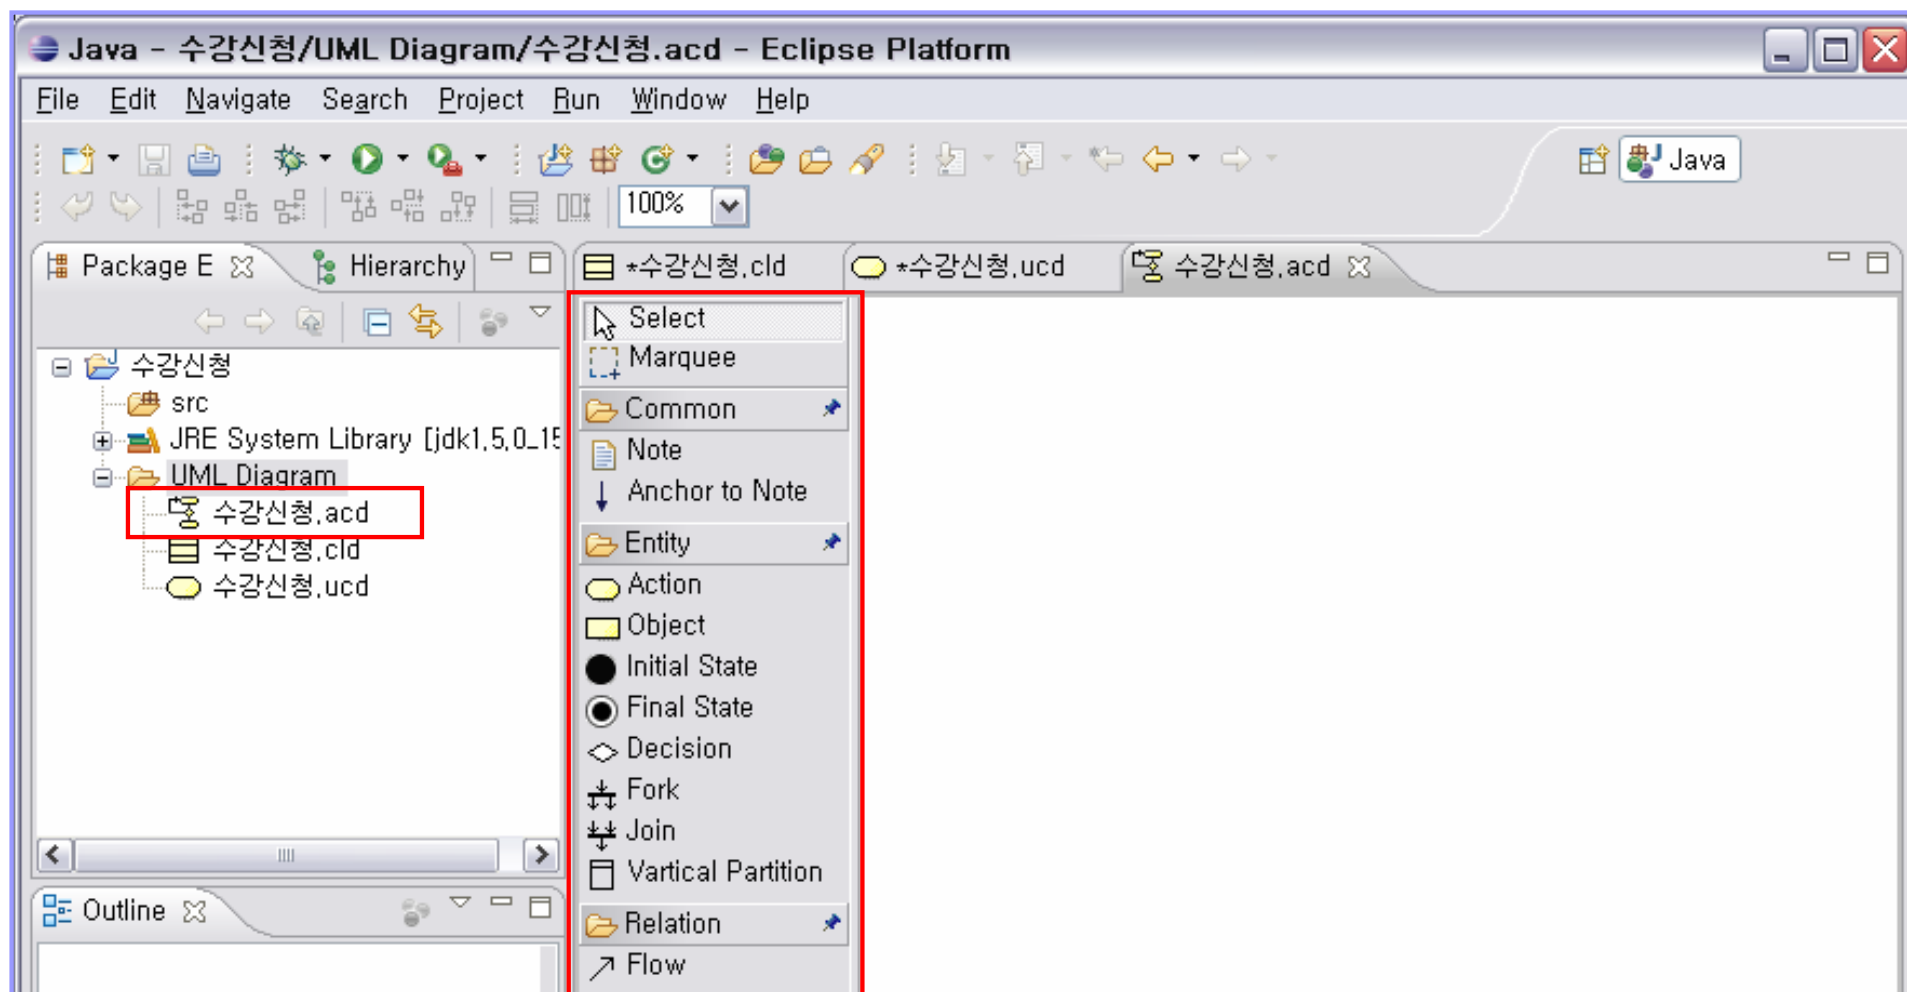 Java - 수강신청/UML Diagram/수강신청.acd - Eclipse Platform
File Edit Navigate Search Project Run Window Help
Java
100%
Package E Hierarchy
*수강신청.cld *수강신청.ucd 수강신청.acd
수강신청
src
JRE System Library [jdk1.5.0_15
UML Diagram
수강신청.acd
수강신청.cld
수강신청.ucd
Outline
Select
Marquee
Common
Note
Anchor to Note
Entity
Action
Object
Initial State
Final State
Decision
Fork
Join
Vartical Partition
Relation
Flow